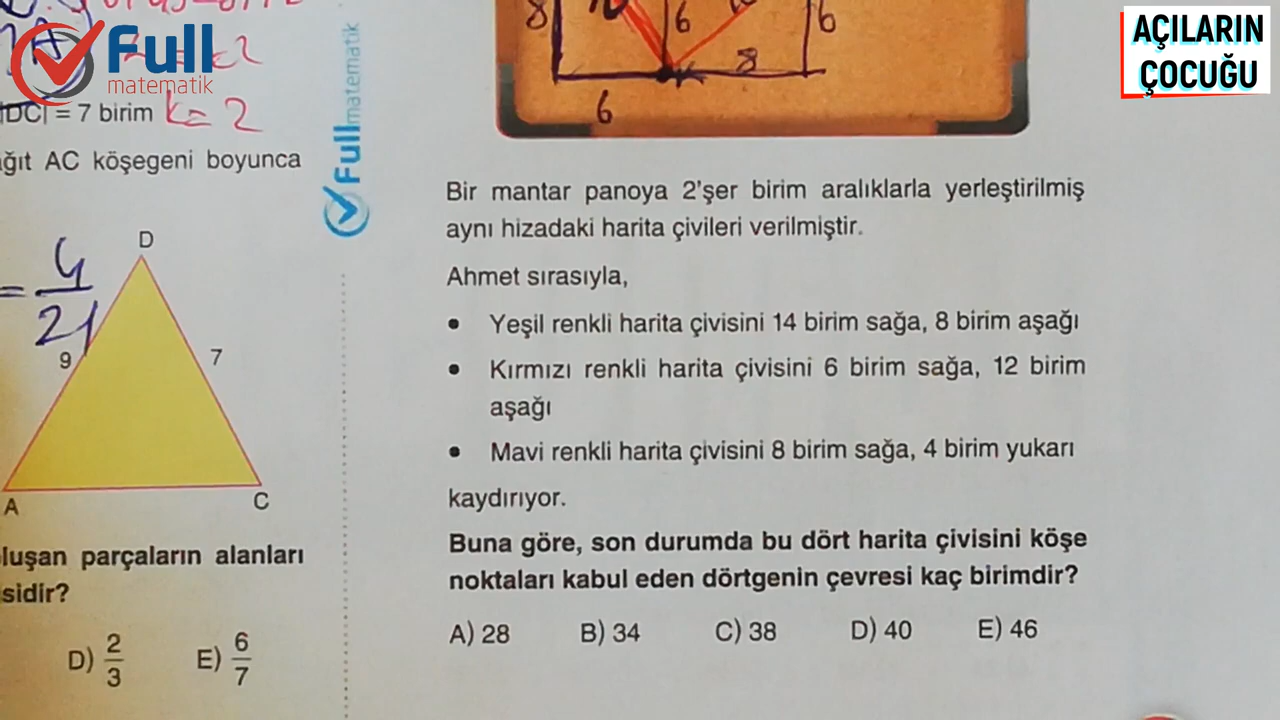 Full
matematik
|DC| = 7 birim
k = 2
ğıt AC köşegeni boyunca
D
= 4
21
9
7
A
C
luşan parçaların alanları
sidir?
D) 2/3 E) 6/7
Full matematik
8
6
6
8
6
K
AÇILARIN
ÇOCUĞU
Bir mantar panoya 2'şer birim aralıklarla yerleştirilmiş
aynı hizadaki harita çivileri verilmiştir.
Ahmet sırasıyla,
• Yeşil renkli harita çivisini 14 birim sağa, 8 birim aşağı
• Kırmızı renkli harita çivisini 6 birim sağa, 12 birim
aşağı
• Mavi renkli harita çivisini 8 birim sağa, 4 birim yukarı
kaydırıyor.
Buna göre, son durumda bu dört harita çivisini köşe
noktaları kabul eden dörtgenin çevresi kaç birimdir?
A) 28 B) 34 C) 38 D) 40 E) 46